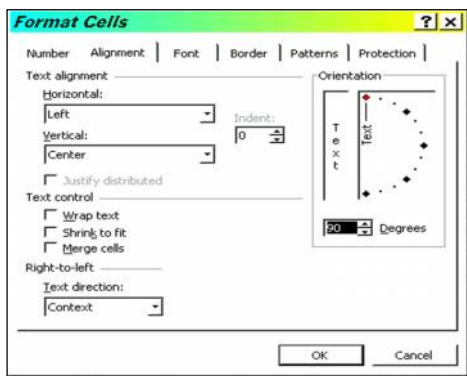 Format Cells ? ×
Number Alignment Font Border Patterns Protection
Text alignment
Horizontal:
Left
Indent:
0
Vertical:
Center
Justify distributed
Text control
Wrap text
Shrink to fit
Merge cells
Right-to-left
Text direction:
Context
Orientation
Text
Text
90 Degrees
OK Cancel